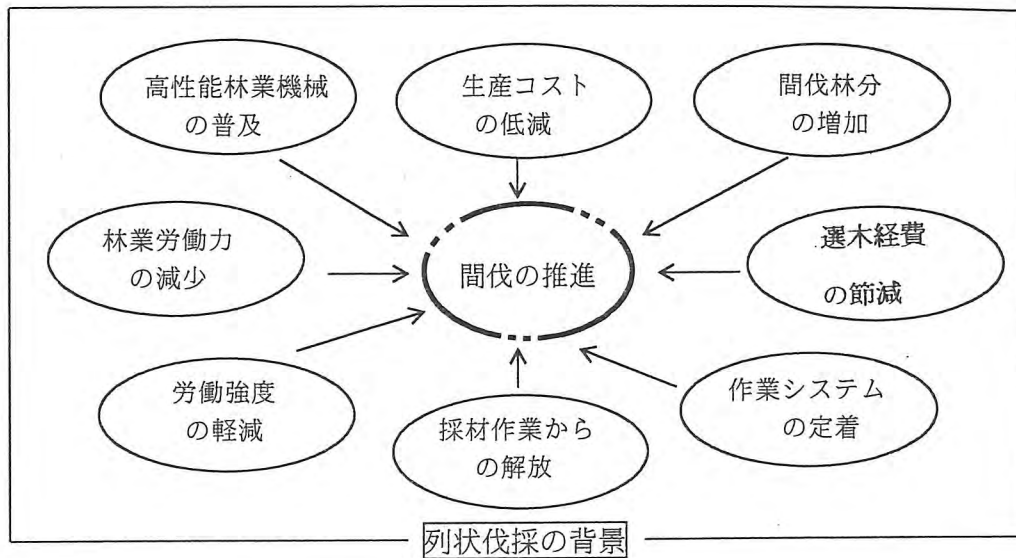 高性能林業機械
の普及
生産コスト
の低減
間伐林分
の増加
林業労働力
の減少
間伐の推進
選木経費
の節減
労働強度
の軽減
採材作業から
の解放
作業システム
の定着
列状伐採の背景